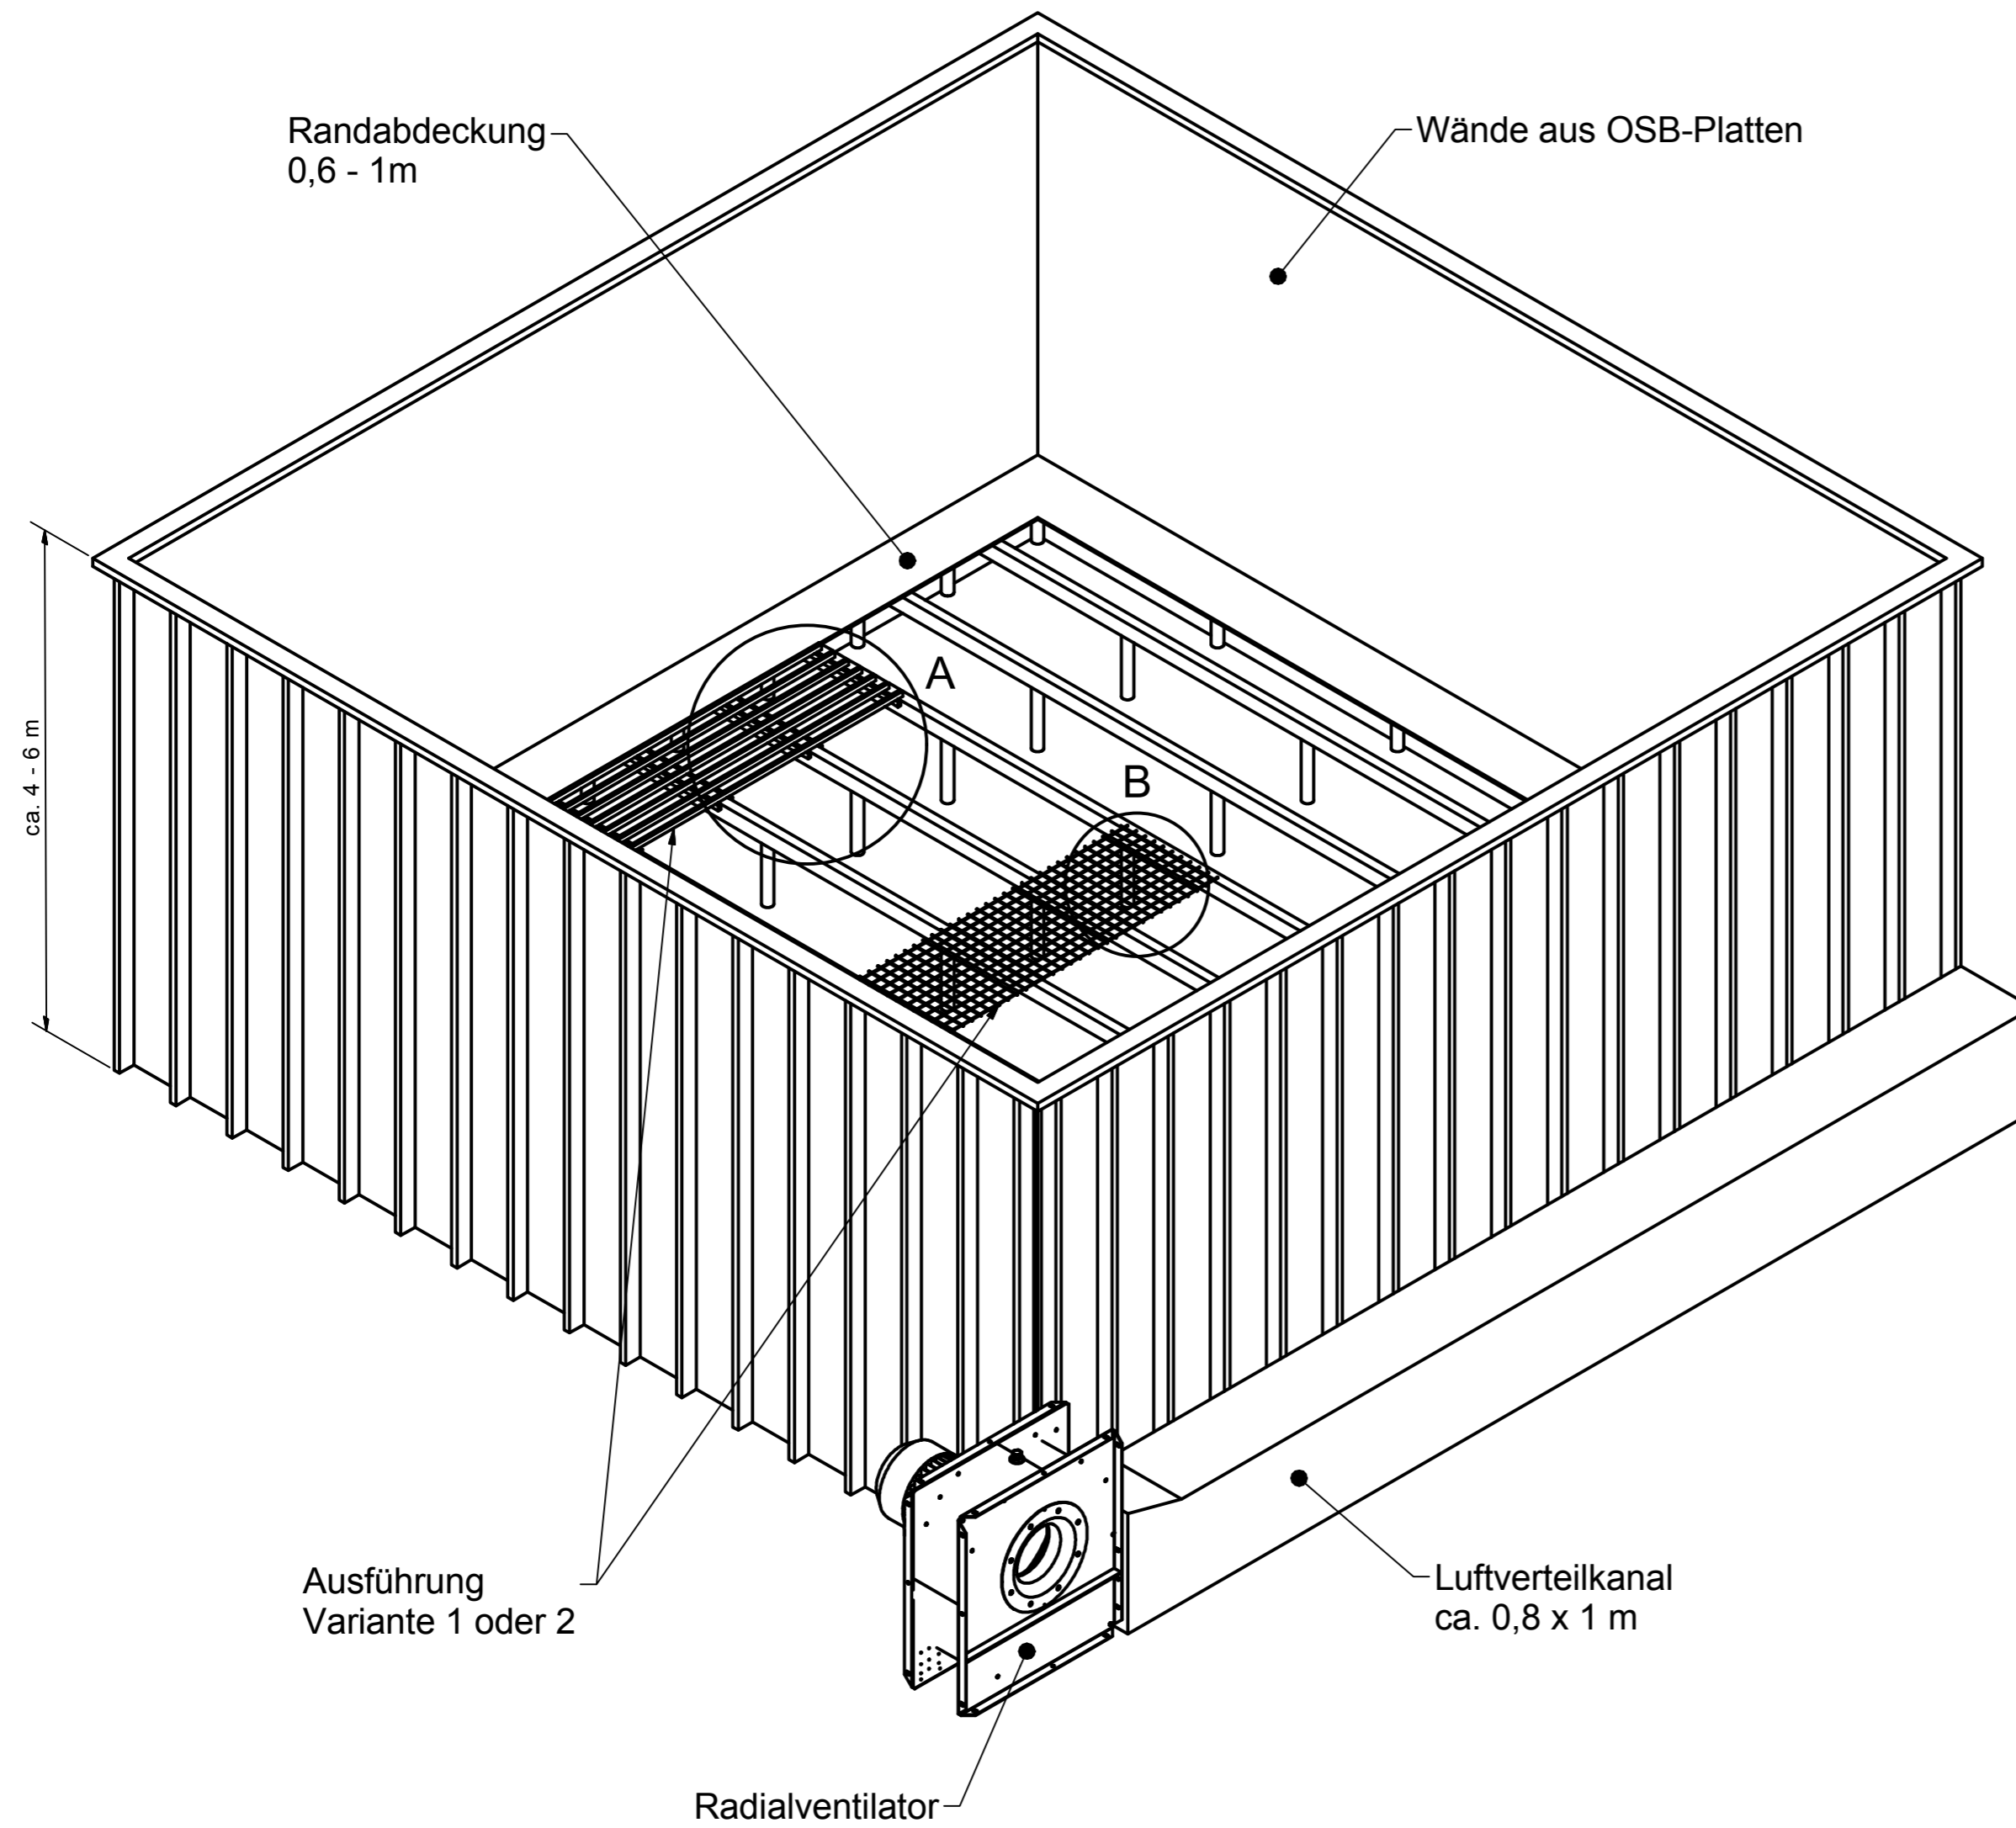 Randabdeckung
0,6 - 1m
Wände aus OSB-Platten
A
B
ca. 4 - 6 m
Ausführung
Variante 1 oder 2
Luftverteilkanal
ca. 0,8 x 1 m
Radialventilator